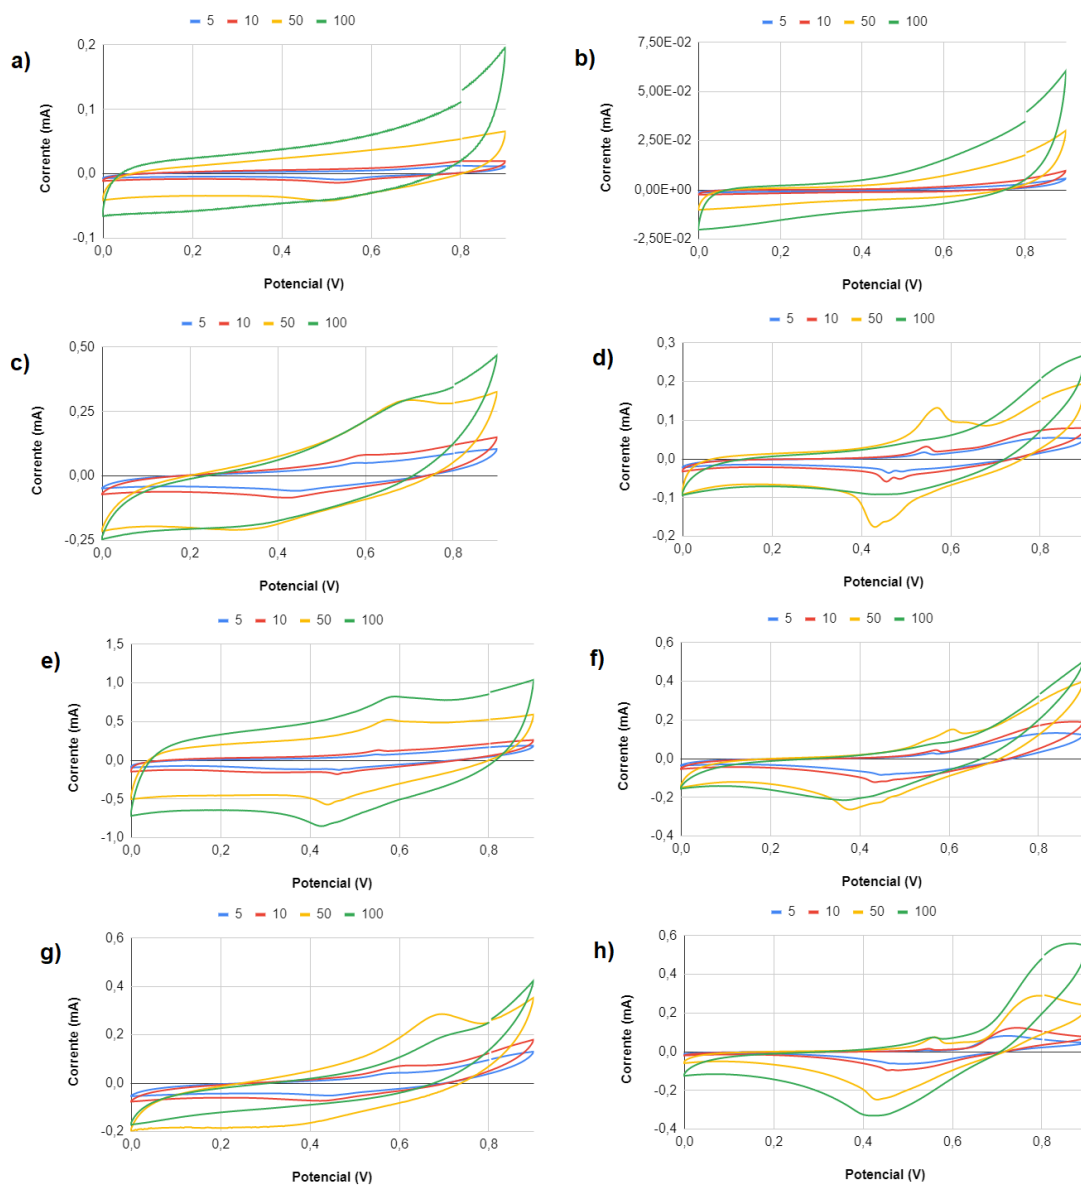 5 10 50 100
a)
0,2
0,1
0,0
-0,1
Corrente (mA)
0,0 0,2 0,4 0,6 0,8
Potencial (V)
5 10 50 100
b)
7,50E-02
5,00E-02
2,50E-02
0,00E+00
-2,50E-02
Corrente (mA)
0,0 0,2 0,4 0,6 0,8
Potencial (V)
5 10 50 100
c)
0,50
0,25
0,00
-0,25
Corrente (mA)
0,0 0,2 0,4 0,6 0,8
Potencial (V)
5 10 50 100
d)
0,3
0,2
0,1
0,0
-0,1
-0,2
Corrente (mA)
0,0 0,2 0,4 0,6 0,8
Potencial (V)
5 10 50 100
e)
1,5
1,0
0,5
0,0
-0,5
-1,0
Corrente (mA)
0,0 0,2 0,4 0,6 0,8
Potencial (V)
5 10 50 100
f)
0,6
0,4
0,2
0,0
-0,2
-0,4
Corrente (mA)
0,0 0,2 0,4 0,6 0,8
Potencial (V)
5 10 50 100
g)
0,6
0,4
0,2
0,0
-0,2
Corrente (mA)
0,0 0,2 0,4 0,6 0,8
Potencial (V)
5 10 50 100
h)
0,6
0,4
0,2
0,0
-0,2
-0,4
Corrente (mA)
0,0 0,2 0,4 0,6 0,8
Potencial (V)